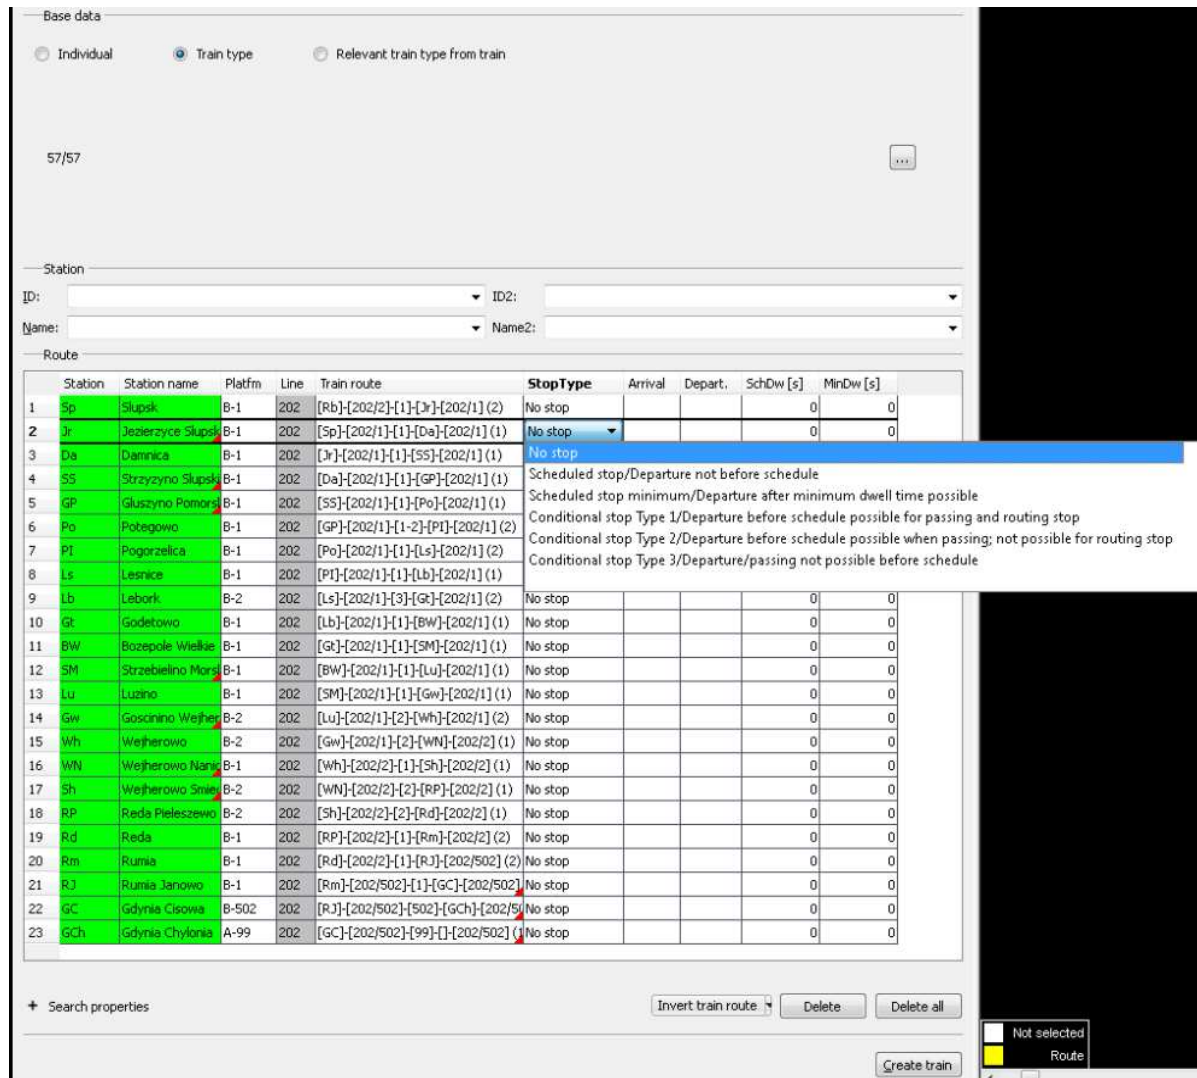 Base data
Individual Train type Relevant train type from train
57/57 ...
Station
ID: ID2:
Name: Name2:
Route
Station Station name Platfm Line Train route StopType Arrival Depart. SchDw [s] MinDw [s]
1 Sp Slupsk B-1 202 [Rb]-[202/2]-[1]-[Jr]-[202/1] (2) No stop 0 0
2 Jr Jezierzyce Slupsk B-1 202 [Sp]-[202/1]-[1]-[Da]-[202/1] (1) No stop 0 0
3 Da Damnica B-1 202 [Jr]-[202/1]-[1]-[SS]-[202/1] (1) No stop
4 SS Strzyzyno Slupski B-1 202 [Da]-[202/1]-[1]-[GP]-[202/1] (1) Scheduled stop/Departure not before schedule
Scheduled stop minimum/Departure after minimum dwell time possible
5 GP Gluszyno Pomors B-1 202 [SS]-[202/1]-[1]-[Po]-[202/1] (1) Conditional stop Type 1/Departure before schedule possible for passing and routing stop
6 Po Potegowo B-1 202 [GP]-[202/1]-[1-2]-[PI]-[202/1] (2) Conditional stop Type 2/Departure before schedule possible when passing; not possible for routing stop
7 PI Pogorzelica B-1 202 [Po]-[202/1]-[1]-[Ls]-[202/1] (2) Conditional stop Type 3/Departure/passing not possible before schedule
8 Ls Lesnice B-1 202 [PI]-[202/1]-[1]-[Lb]-[202/1] (1)
9 Lb Lebork B-2 202 [Ls]-[202/1]-[3]-[Gt]-[202/1] (2) No stop 0 0
10 Gt Godetowo B-1 202 [Lb]-[202/1]-[1]-[BW]-[202/1] (1) No stop 0 0
11 BW Bozepole Wielkie B-1 202 [Gt]-[202/1]-[1]-[SM]-[202/1] (1) No stop 0 0
12 SM Strzebielino Mors B-1 202 [BW]-[202/1]-[1]-[Lu]-[202/1] (1) No stop 0 0
13 Lu Luzino B-1 202 [SM]-[202/1]-[1]-[Gw]-[202/1] (1) No stop 0 0
14 Gw Goscinino Wejher B-2 202 [Lu]-[202/1]-[2]-[Wh]-[202/1] (2) No stop 0 0
15 Wh Wejherowo B-2 202 [Gw]-[202/1]-[2]-[WN]-[202/2] (1) No stop 0 0
16 WN Wejherowo Nanic B-1 202 [Wh]-[202/2]-[1]-[Sh]-[202/2] (1) No stop 0 0
17 Sh Wejherowo Smiec B-2 202 [WN]-[202/2]-[2]-[RP]-[202/2] (1) No stop 0 0
18 RP Reda Pieleszewo B-2 202 [Sh]-[202/2]-[2]-[Rd]-[202/2] (1) No stop 0 0
19 Rd Reda B-1 202 [RP]-[202/2]-[1]-[Rm]-[202/2] (2) No stop 0 0
20 Rm Rumia B-1 202 [Rd]-[202/2]-[1]-[RJ]-[202/502] (2) No stop 0 0
21 RJ Rumia Janowo B-1 202 [Rm]-[202/502]-[1]-[GC]-[202/502] No stop 0 0
22 GC Gdynia Cisowa B-502 202 [RJ]-[202/502]-[502]-[GCh]-[202/50 No stop 0 0
23 GCh Gdynia Chylonia A-99 202 [GC]-[202/502]-[99]-[]-[202/502] (1 No stop 0 0
+ Search properties Invert train route Delete Delete all
Not selected
Route
Create train